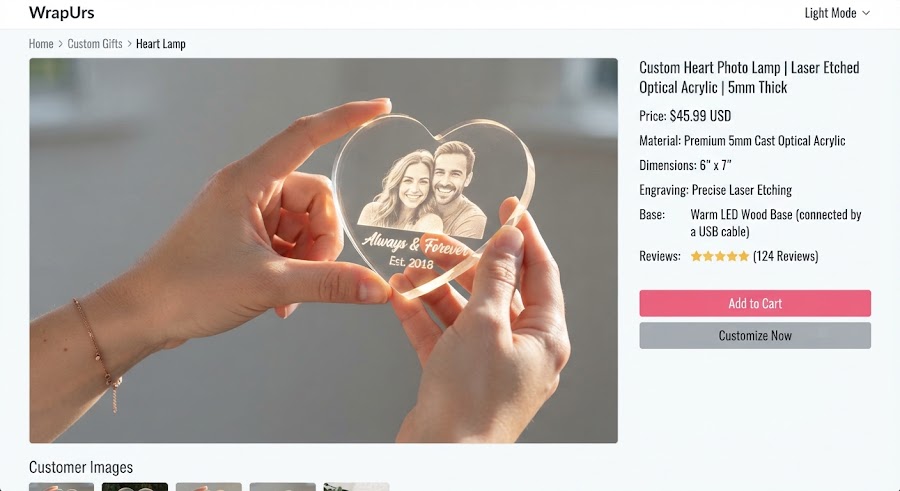 WrapUrs
Light Mode
Home > Custom Gifts > Heart Lamp
Custom Heart Photo Lamp | Laser Etched
Optical Acrylic | 5mm Thick
Price: $45.99 USD
Material: Premium 5mm Cast Optical Acrylic
Dimensions: 6" x 7"
Engraving: Precise Laser Etching
Base: Warm LED Wood Base (connected by
a USB cable)
Reviews: (124 Reviews)
Add to Cart
Customize Now
Always & Forever
Est. 2018
Customer Images